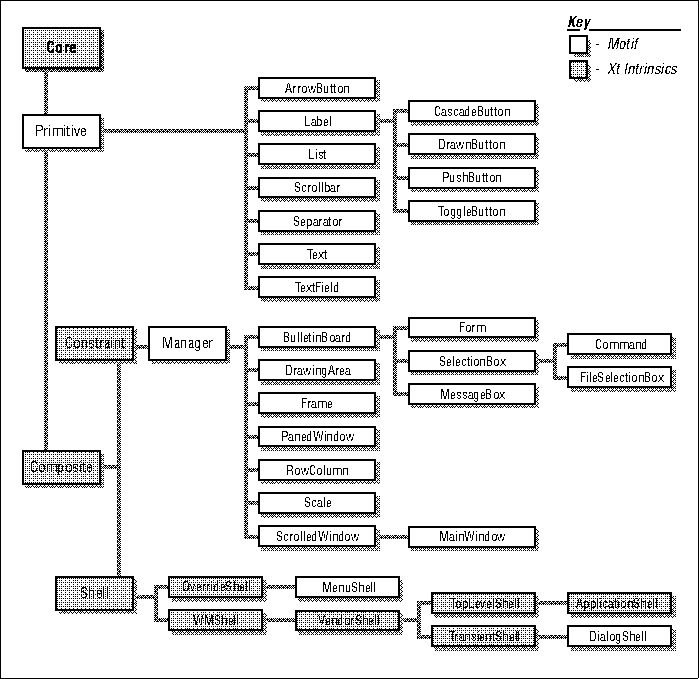 Key
- Motif
- Xt Intrinsics
Core
Primitive
ArrowButton
Label
List
Scrollbar
Separator
Text
TextField
CascadeButton
DrawnButton
PushButton
ToggleButton
Constraint
Manager
BulletinBoard
DrawingArea
Frame
PanedWindow
RowColumn
Scale
ScrolledWindow
Form
SelectionBox
MessageBox
Command
FileSelectionBox
MainWindow
Composite
Shell
OverrideShell
MenuShell
WMShell
VendorShell
TopLevelShell
ApplicationShell
TransientShell
DialogShell